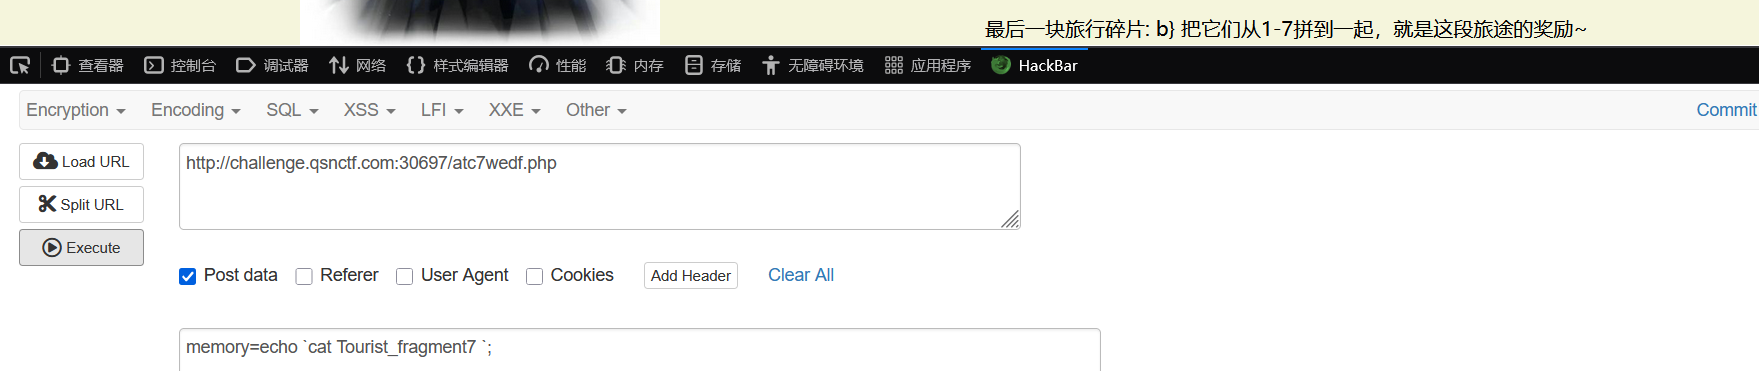 最后一块旅行碎片: b} 把它们从1-7拼到一起，就是这段旅途的奖励~
查看器 控制台 调试器 网络 样式编辑器 性能 内存 存储 无障碍环境 应用程序 HackBar
Encryption Encoding SQL XSS LFI XXE Other Commit
Load URL
http://challenge.qsnctf.com:30697/atc7wedf.php
Split URL
Execute
Post data Referer User Agent Cookies Add Header Clear All
memory=echo `cat Tourist_fragment7 `;